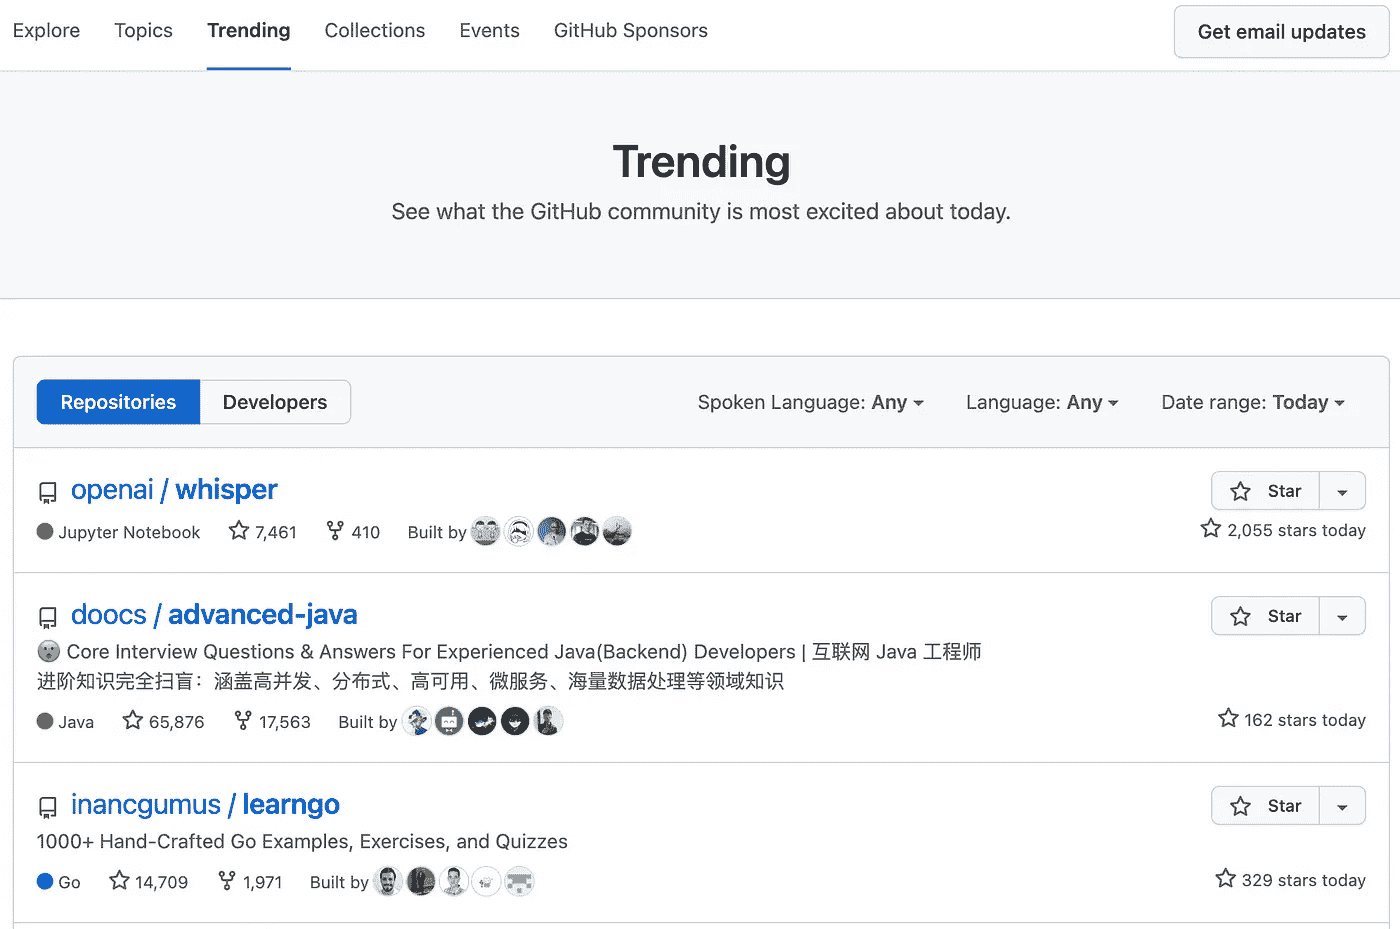 Explore Topics Trending Collections Events GitHub Sponsors Get email updates
Trending
See what the GitHub community is most excited about today.
Repositories Developers Spoken Language: Any Language: Any Date range: Today
openai / whisper Star
Jupyter Notebook 7,461 410 Built by 2,055 stars today
doocs / advanced-java Star
Core Interview Questions & Answers For Experienced Java(Backend) Developers | 互联网 Java 工程师
进阶知识完全扫盲：涵盖高并发、分布式、高可用、微服务、海量数据处理等领域知识
Java 65,876 17,563 Built by 162 stars today
inancgumus / learngo Star
1000+ Hand-Crafted Go Examples, Exercises, and Quizzes
Go 14,709 1,971 Built by 329 stars today